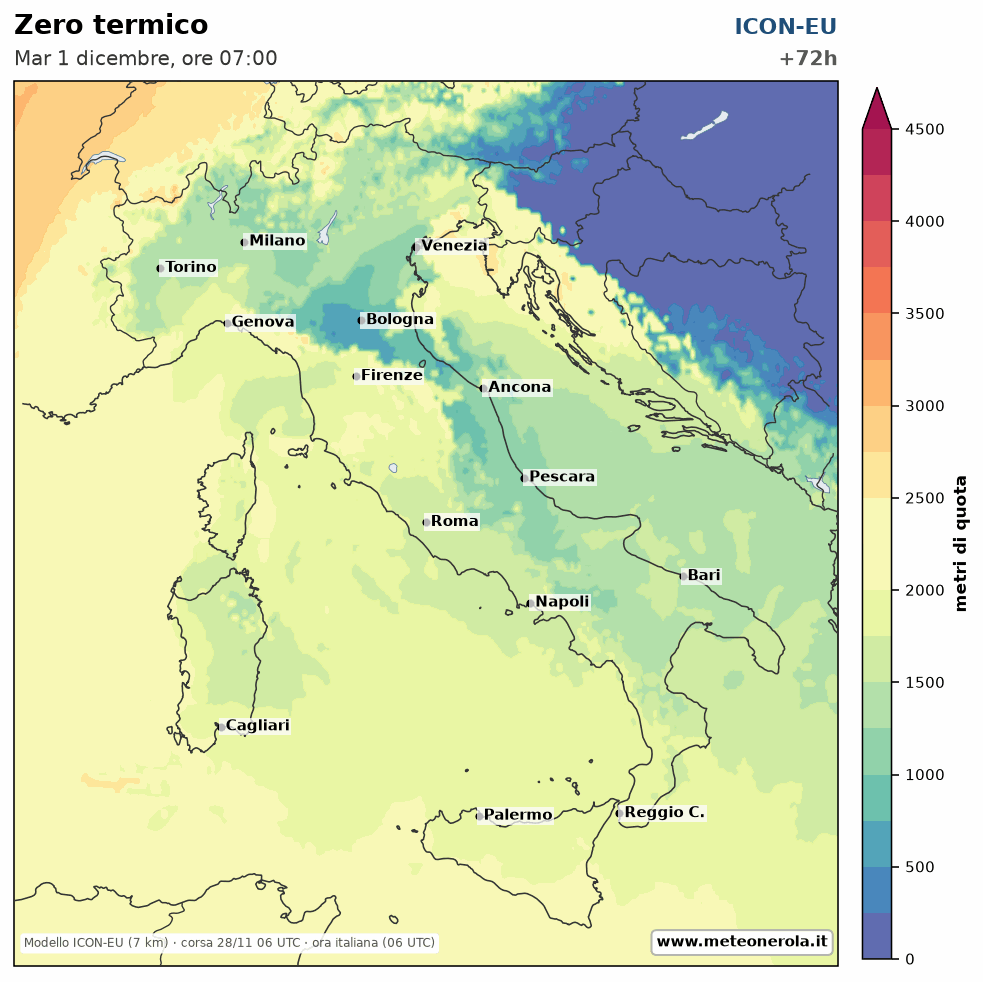 Zero termico
ICON-EU
Mar 1 dicembre, ore 07:00
+72h
4500
4000
3500
3000
2500
2000
1500
1000
500
0
metri di quota
Milano
Venezia
Torino
Genova
Bologna
Firenze
Ancona
Pescara
Roma
Bari
Napoli
Cagliari
Palermo
Reggio C.
Modello ICON-EU (7 km) · corsa 28/11 06 UTC · ora italiana (06 UTC)
www.meteonerola.it